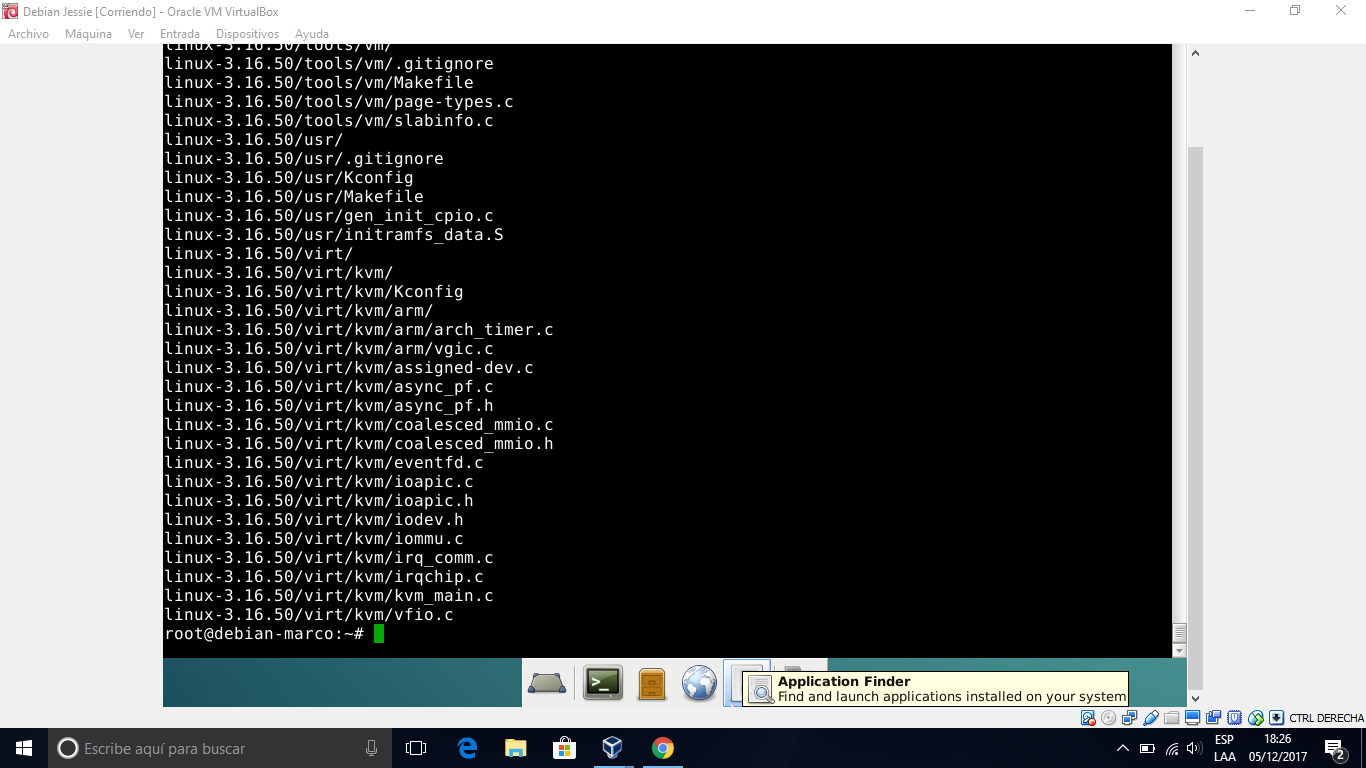 Debian Jessie [Corriendo] - Oracle VM VirtualBox
Archivo Máquina Ver Entrada Dispositivos Ayuda
linux-3.16.50/tools/vm/
linux-3.16.50/tools/vm/.gitignore
linux-3.16.50/tools/vm/Makefile
linux-3.16.50/tools/vm/page-types.c
linux-3.16.50/tools/vm/slabinfo.c
linux-3.16.50/usr/
linux-3.16.50/usr/.gitignore
linux-3.16.50/usr/Kconfig
linux-3.16.50/usr/Makefile
linux-3.16.50/usr/gen_init_cpio.c
linux-3.16.50/usr/initramfs_data.S
linux-3.16.50/virt/
linux-3.16.50/virt/kvm/
linux-3.16.50/virt/kvm/Kconfig
linux-3.16.50/virt/kvm/arm/
linux-3.16.50/virt/kvm/arm/arch_timer.c
linux-3.16.50/virt/kvm/arm/vgic.c
linux-3.16.50/virt/kvm/assigned-dev.c
linux-3.16.50/virt/kvm/async_pf.c
linux-3.16.50/virt/kvm/async_pf.h
linux-3.16.50/virt/kvm/coalesced_mmio.c
linux-3.16.50/virt/kvm/coalesced_mmio.h
linux-3.16.50/virt/kvm/eventfd.c
linux-3.16.50/virt/kvm/ioapic.c
linux-3.16.50/virt/kvm/ioapic.h
linux-3.16.50/virt/kvm/iodev.h
linux-3.16.50/virt/kvm/iommu.c
linux-3.16.50/virt/kvm/irq_comm.c
linux-3.16.50/virt/kvm/irqchip.c
linux-3.16.50/virt/kvm/kvm_main.c
linux-3.16.50/virt/kvm/vfio.c
root@debian-marco:~#
>_
Application Finder
Find and launch applications installed on your system
CTRL DERECHA
Escribe aquí para buscar
ESP
LAA
18:26
05/12/2017
2